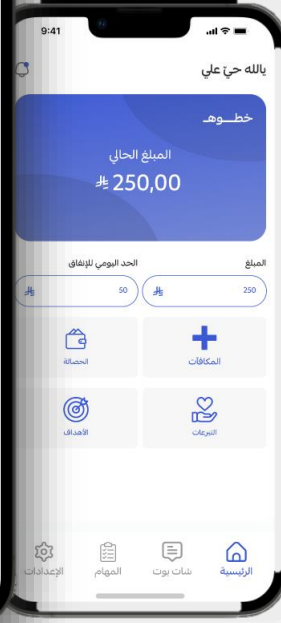 9:41
يالله حيّ علي
خطـــوهـ
المبلغ الحالي
250,00
المبلغ
الحد اليومي للإنفاق
250
50
المكافآت
الحصالة
التبرعات
الأهداف
الرئيسية
شات بوت
المهام
الإعدادات